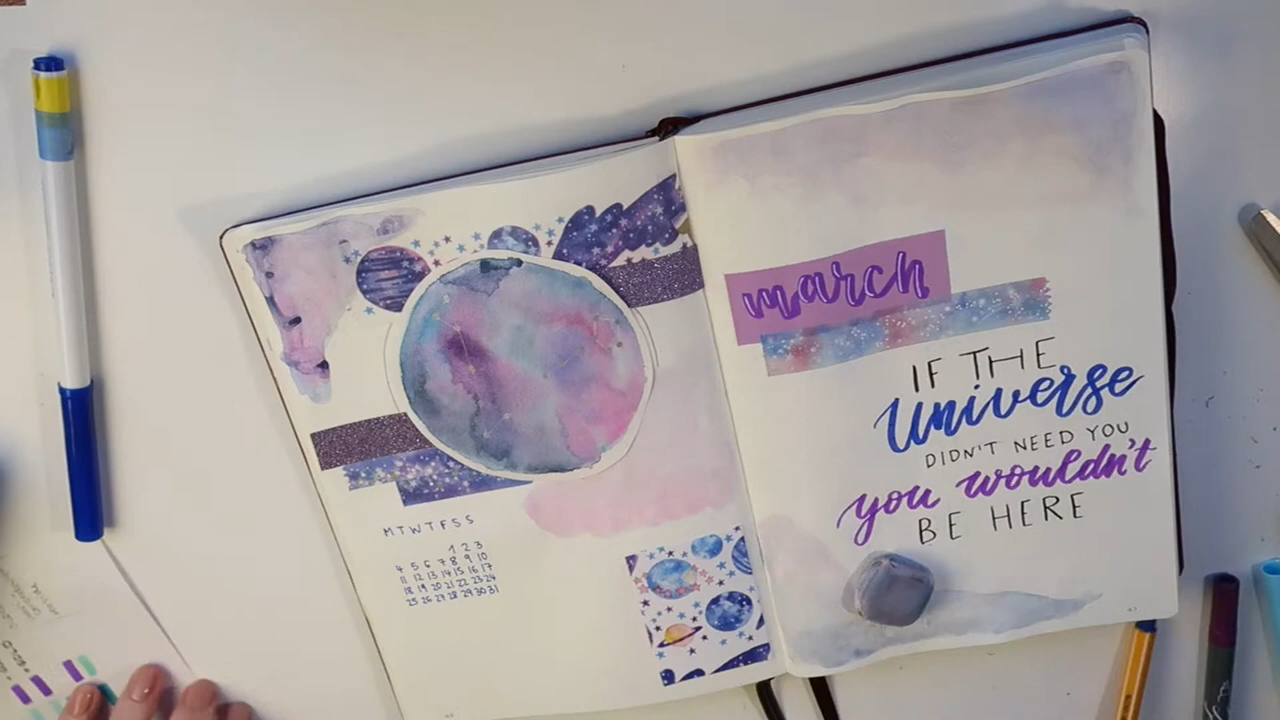 M T W T F S S
1 2 3
4 5 6 7 8 9 10
11 12 13 14 15 16 17
18 19 20 21 22 23 24
25 26 27 28 29 30 31
march
IF THE
universe
DIDN'T NEED YOU
you wouldn't
BE HERE